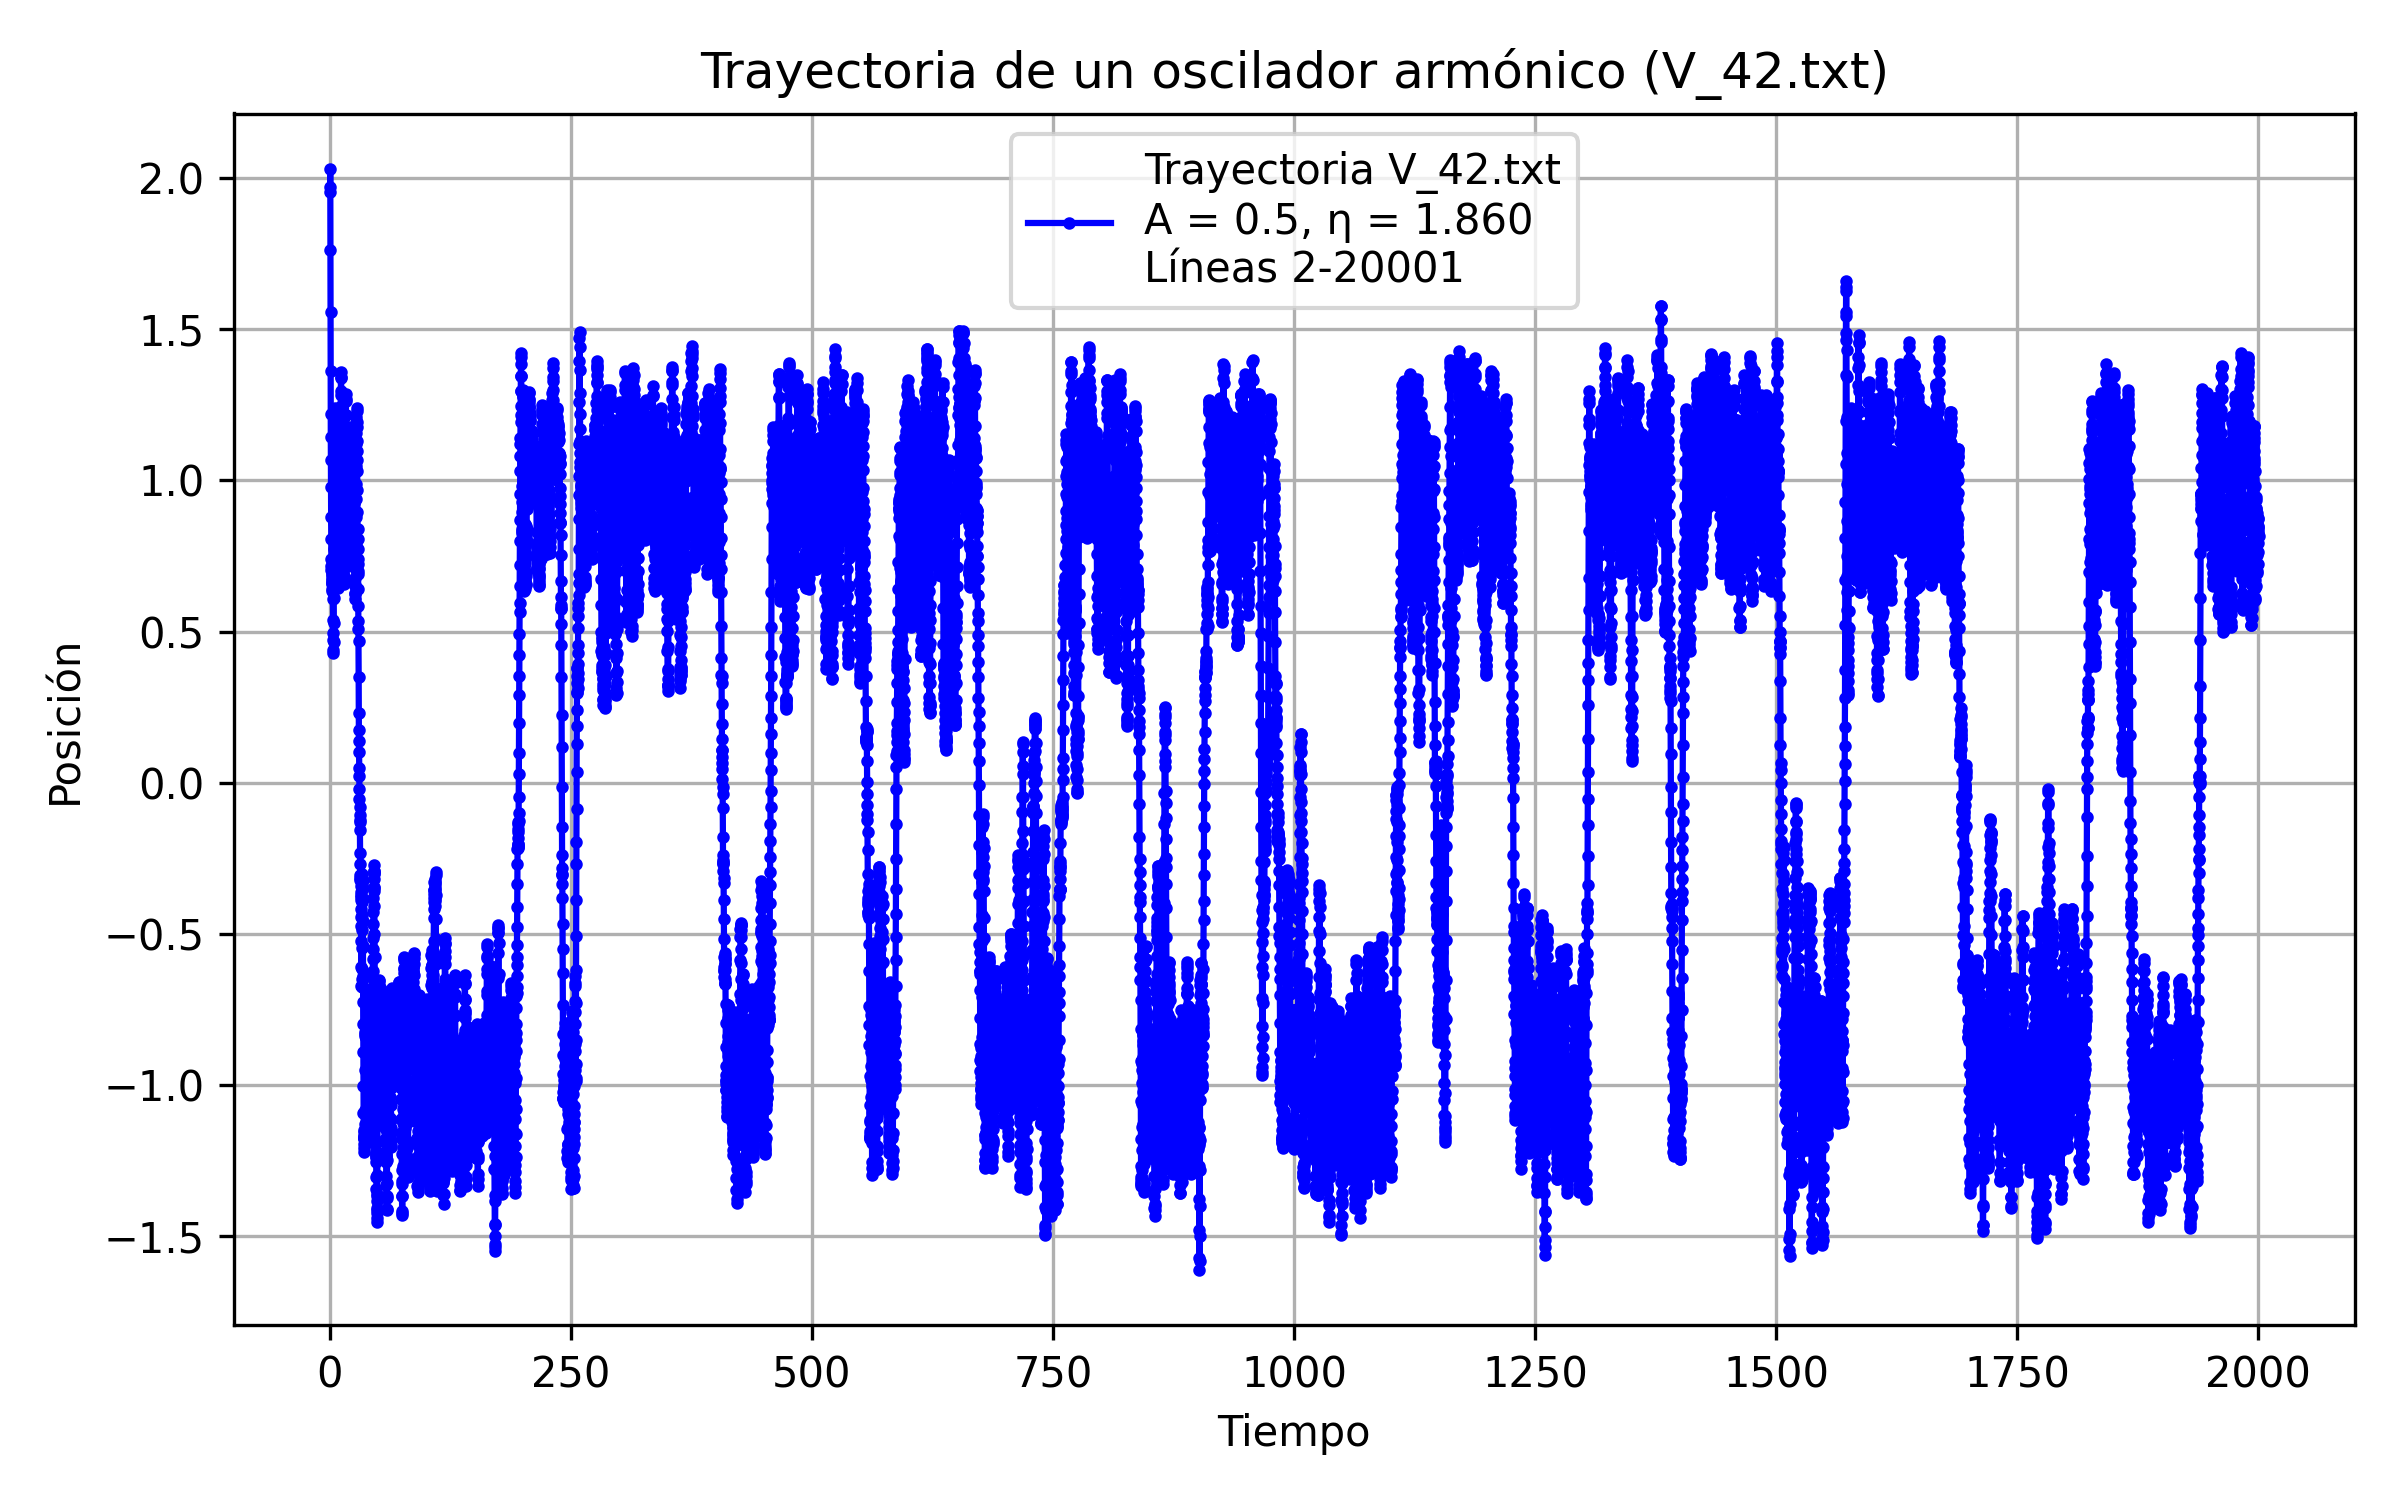 Trayectoria de un oscilador armónico (V_42.txt)
Trayectoria V_42.txt
A = 0.5, η = 1.860
Líneas 2-20001
Posición
2.0
1.5
1.0
0.5
0.0
−0.5
−1.0
−1.5
0
250
500
750
1000
1250
1500
1750
2000
Tiempo